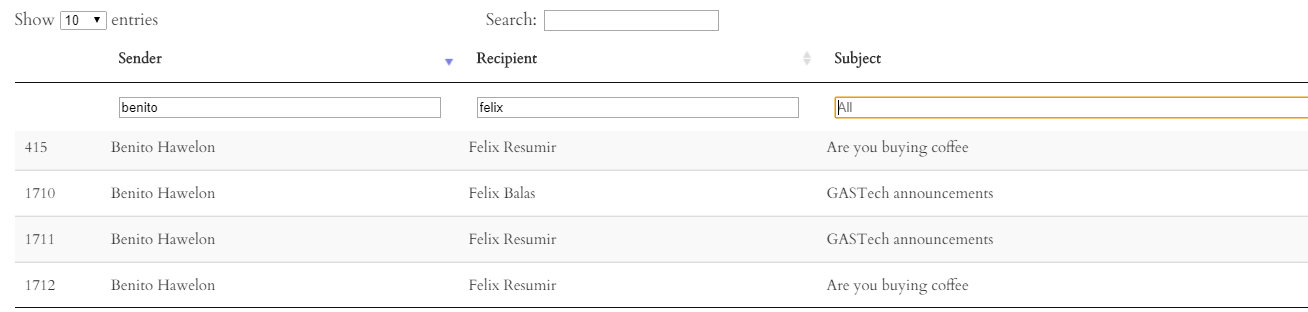 Show 10 entries Search:
Sender Recipient Subject
benito felix All
415 Benito Hawelon Felix Resumir Are you buying coffee
1710 Benito Hawelon Felix Balas GASTech announcements
1711 Benito Hawelon Felix Resumir GASTech announcements
1712 Benito Hawelon Felix Resumir Are you buying coffee